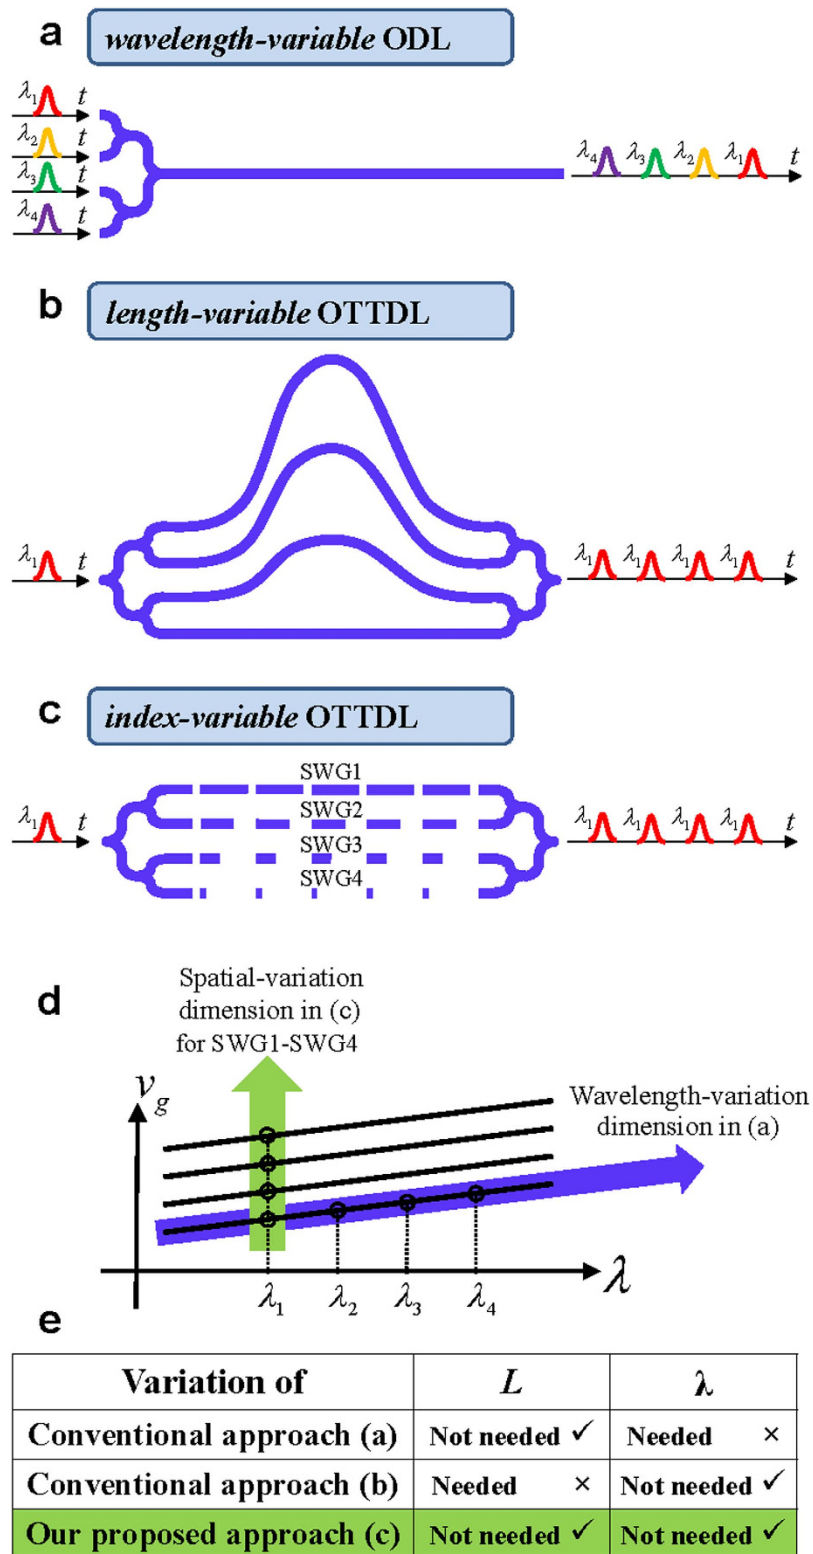 a
wavelength-variable ODL
λ₁ t
λ₂ t
λ₃ t
λ₄ t
λ₄ λ₃ λ₂ λ₁ t
b
length-variable OTTDL
λ₁ t
λ₁ λ₁ λ₁ λ₁ t
c
index-variable OTTDL
SWG1
SWG2
SWG3
SWG4
λ₁ t
λ₁ λ₁ λ₁ λ₁ t
d
Spatial-variation
dimension in (c)
for SWG1-SWG4
v_g
Wavelength-variation
dimension in (a)
λ
λ₁ λ₂ λ₃ λ₄
e
Variation of L λ
Conventional approach (a) Not needed ✓ Needed ×
Conventional approach (b) Needed × Not needed ✓
Our proposed approach (c) Not needed ✓ Not needed ✓